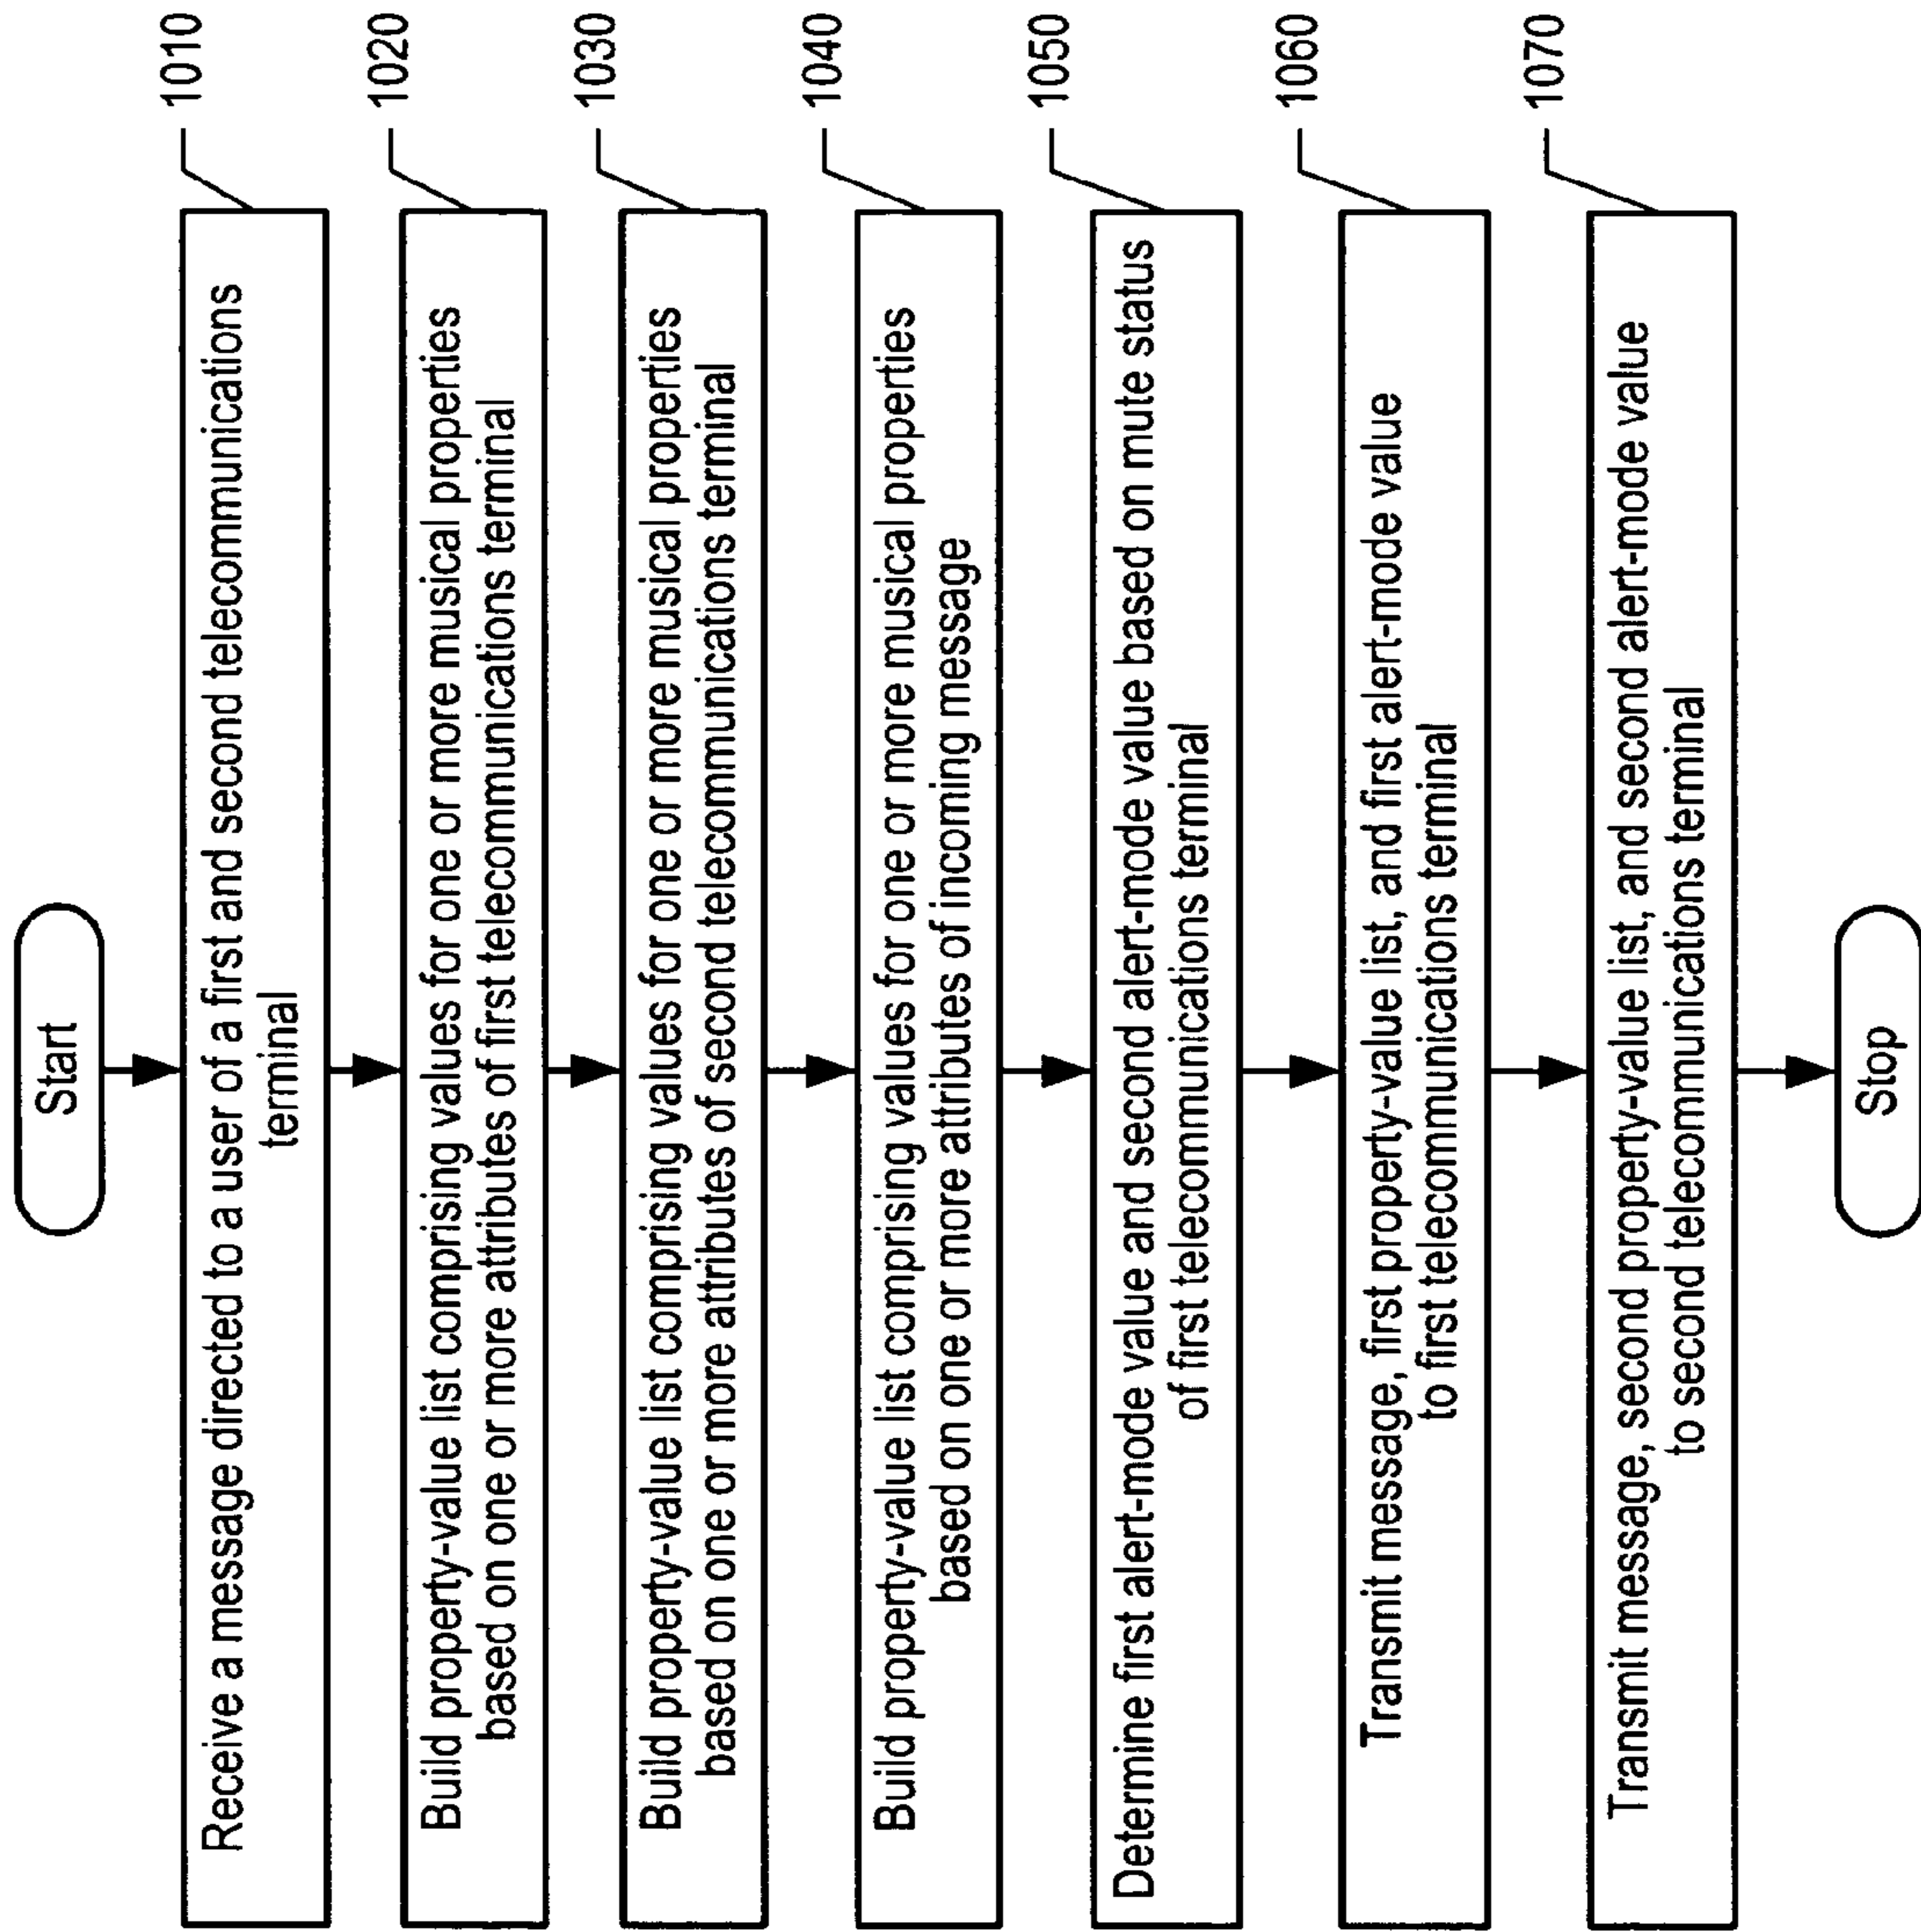 Start
Receive a message directed to a user of a first and second telecommunications
terminal
1010
Build property-value list comprising values for one or more musical properties
based on one or more attributes of first telecommunications terminal
1020
Build property-value list comprising values for one or more musical properties
based on one or more attributes of second telecommunications terminal
1030
Build property-value list comprising values for one or more musical properties
based on one or more attributes of incoming message
1040
Determine first alert-mode value and second alert-mode value based on mute status
of first telecommunications terminal
1050
Transmit message, first property-value list, and first alert-mode value
to first telecommunications terminal
1060
Transmit message, second property-value list, and second alert-mode value
to second telecommunications terminal
1070
Stop